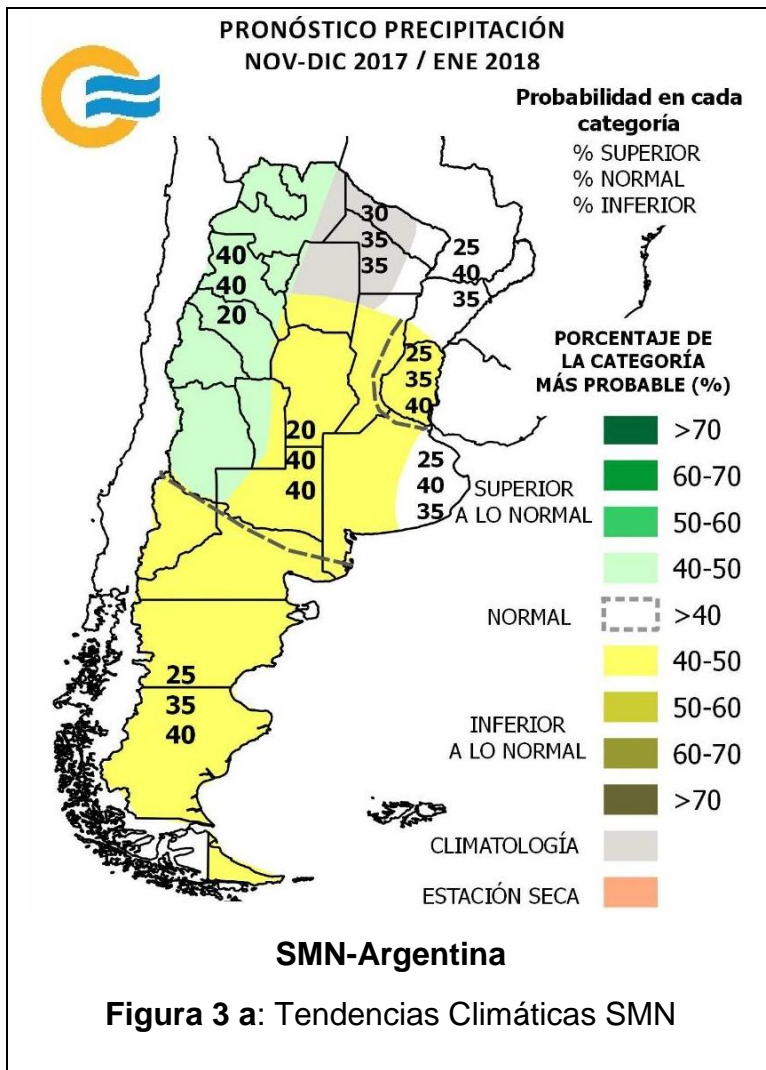 PRONÓSTICO PRECIPITACIÓN
NOV-DIC 2017 / ENE 2018
Probabilidad en cada
categoría
% SUPERIOR
% NORMAL
% INFERIOR
30
35
35
25
40
35
40
40
20
25
35
40
20
40
40
25
40
35
25
35
40
PORCENTAJE DE
LA CATEGORÍA
MÁS PROBABLE (%)
>70
60-70
SUPERIOR
A LO NORMAL
50-60
40-50
NORMAL
>40
40-50
50-60
INFERIOR
A LO NORMAL
60-70
>70
CLIMATOLOGÍA
ESTACIÓN SECA
SMN-Argentina
Figura 3 a: Tendencias Climáticas SMN